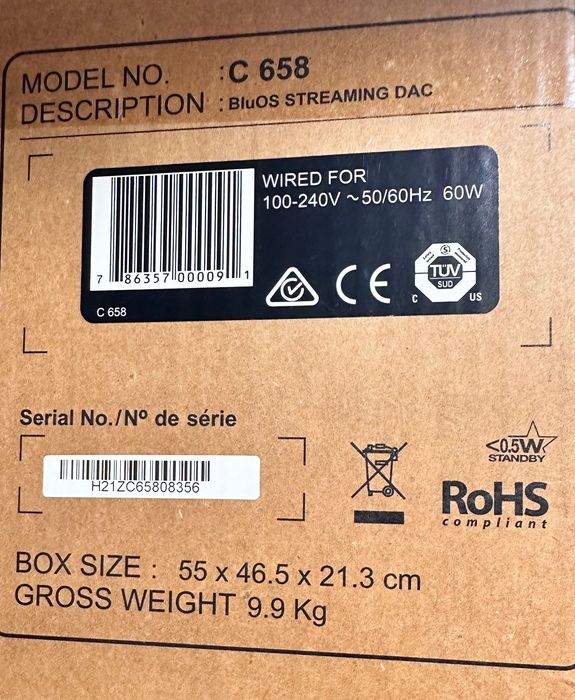 MODEL NO. : C 658
DESCRIPTION : BluOS STREAMING DAC
WIRED FOR
100-240V ~ 50/60Hz 60W
7 86357 00009 1
C 658
TÜV
SUD
C US
Serial No./Nº de série
H21ZC65808356
<0.5W
STANDBY
RoHS
compliant
BOX SIZE : 55 x 46.5 x 21.3 cm
GROSS WEIGHT 9.9 Kg